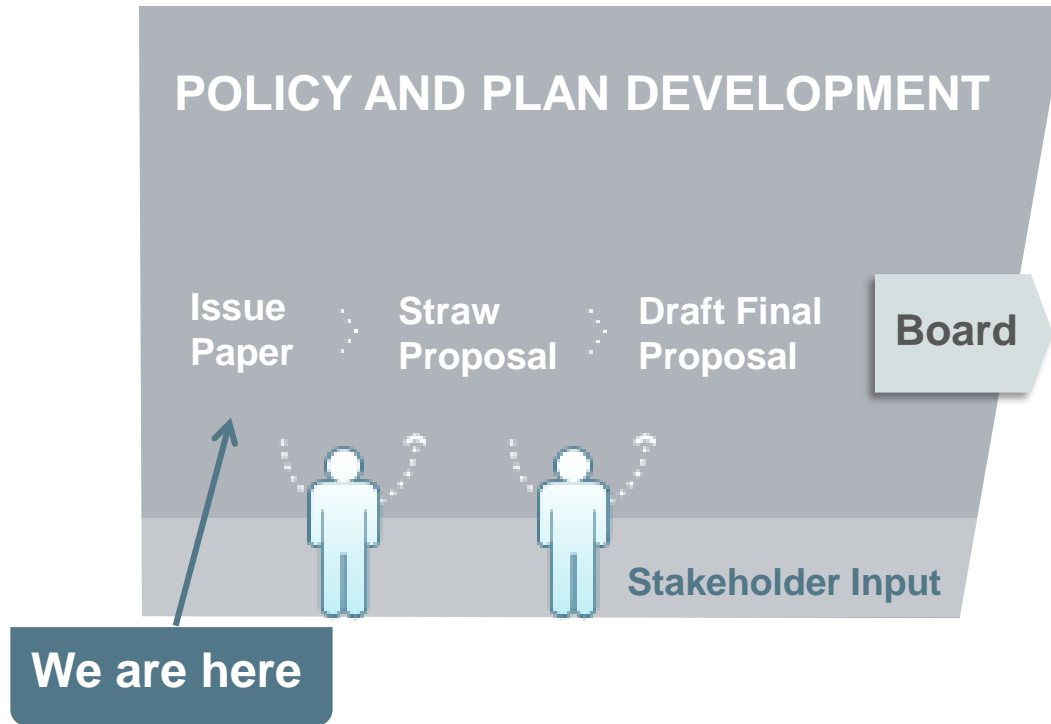 POLICY AND PLAN DEVELOPMENT
Issue
Paper
Straw
Proposal
Draft Final
Proposal
Board
Stakeholder Input
We are here